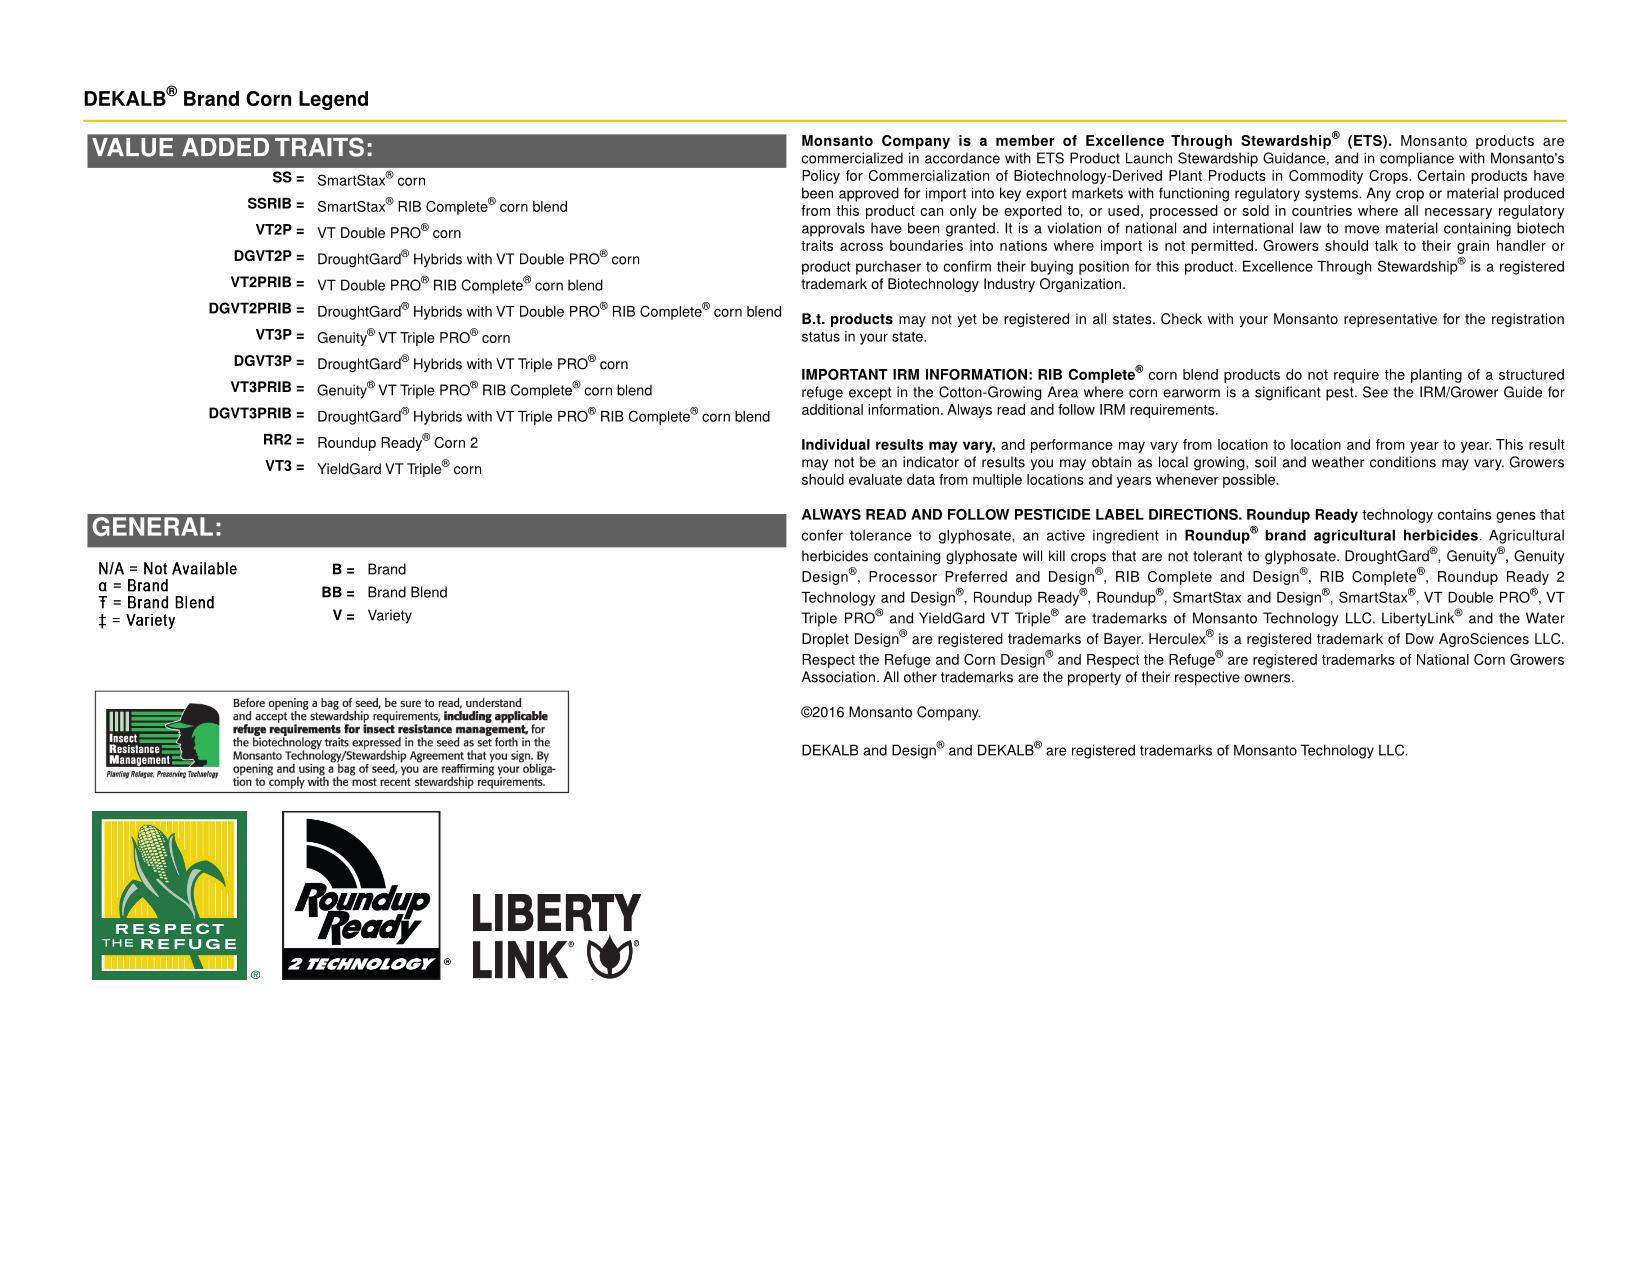 DEKALB® Brand Corn Legend
VALUE ADDED TRAITS:
SS = SmartStax® corn
SSRIB = SmartStax® RIB Complete® corn blend
VT2P = VT Double PRO® corn
DGVT2P = DroughtGard® Hybrids with VT Double PRO® corn
VT2PRIB = VT Double PRO® RIB Complete® corn blend
DGVT2PRIB = DroughtGard® Hybrids with VT Double PRO® RIB Complete® corn blend
VT3P = Genuity® VT Triple PRO® corn
DGVT3P = DroughtGard® Hybrids with VT Triple PRO® corn
VT3PRIB = Genuity® VT Triple PRO® RIB Complete® corn blend
DGVT3PRIB = DroughtGard® Hybrids with VT Triple PRO® RIB Complete® corn blend
RR2 = Roundup Ready® Corn 2
VT3 = YieldGard VT Triple® corn
GENERAL:
N/A = Not Available
α = Brand
Ŧ = Brand Blend
‡ = Variety
B = Brand
BB = Brand Blend
V = Variety
Insect
Resistance
Management
Planting Refuges, Preserving Technology
Before opening a bag of seed, be sure to read, understand
and accept the stewardship requirements, including applicable
refuge requirements for insect resistance management, for
the biotechnology traits expressed in the seed as set forth in the
Monsanto Technology/Stewardship Agreement that you sign. By
opening and using a bag of seed, you are reaffirming your obliga-
tion to comply with the most recent stewardship requirements.
RESPECT
THE REFUGE
®
Roundup
Ready
2 TECHNOLOGY ®
LIBERTY
LINK® ®
Monsanto Company is a member of Excellence Through Stewardship® (ETS). Monsanto products are
commercialized in accordance with ETS Product Launch Stewardship Guidance, and in compliance with Monsanto's
Policy for Commercialization of Biotechnology-Derived Plant Products in Commodity Crops. Certain products have
been approved for import into key export markets with functioning regulatory systems. Any crop or material produced
from this product can only be exported to, or used, processed or sold in countries where all necessary regulatory
approvals have been granted. It is a violation of national and international law to move material containing biotech
traits across boundaries into nations where import is not permitted. Growers should talk to their grain handler or
product purchaser to confirm their buying position for this product. Excellence Through Stewardship® is a registered
trademark of Biotechnology Industry Organization.
B.t. products may not yet be registered in all states. Check with your Monsanto representative for the registration
status in your state.
IMPORTANT IRM INFORMATION: RIB Complete® corn blend products do not require the planting of a structured
refuge except in the Cotton-Growing Area where corn earworm is a significant pest. See the IRM/Grower Guide for
additional information. Always read and follow IRM requirements.
Individual results may vary, and performance may vary from location to location and from year to year. This result
may not be an indicator of results you may obtain as local growing, soil and weather conditions may vary. Growers
should evaluate data from multiple locations and years whenever possible.
ALWAYS READ AND FOLLOW PESTICIDE LABEL DIRECTIONS. Roundup Ready technology contains genes that
confer tolerance to glyphosate, an active ingredient in Roundup® brand agricultural herbicides. Agricultural
herbicides containing glyphosate will kill crops that are not tolerant to glyphosate. DroughtGard®, Genuity®, Genuity
Design®, Processor Preferred and Design®, RIB Complete and Design®, RIB Complete®, Roundup Ready 2
Technology and Design®, Roundup Ready®, Roundup®, SmartStax and Design®, SmartStax®, VT Double PRO®, VT
Triple PRO® and YieldGard VT Triple® are trademarks of Monsanto Technology LLC. LibertyLink® and the Water
Droplet Design® are registered trademarks of Bayer. Herculex® is a registered trademark of Dow AgroSciences LLC.
Respect the Refuge and Corn Design® and Respect the Refuge® are registered trademarks of National Corn Growers
Association. All other trademarks are the property of their respective owners.
©2016 Monsanto Company.
DEKALB and Design® and DEKALB® are registered trademarks of Monsanto Technology LLC.